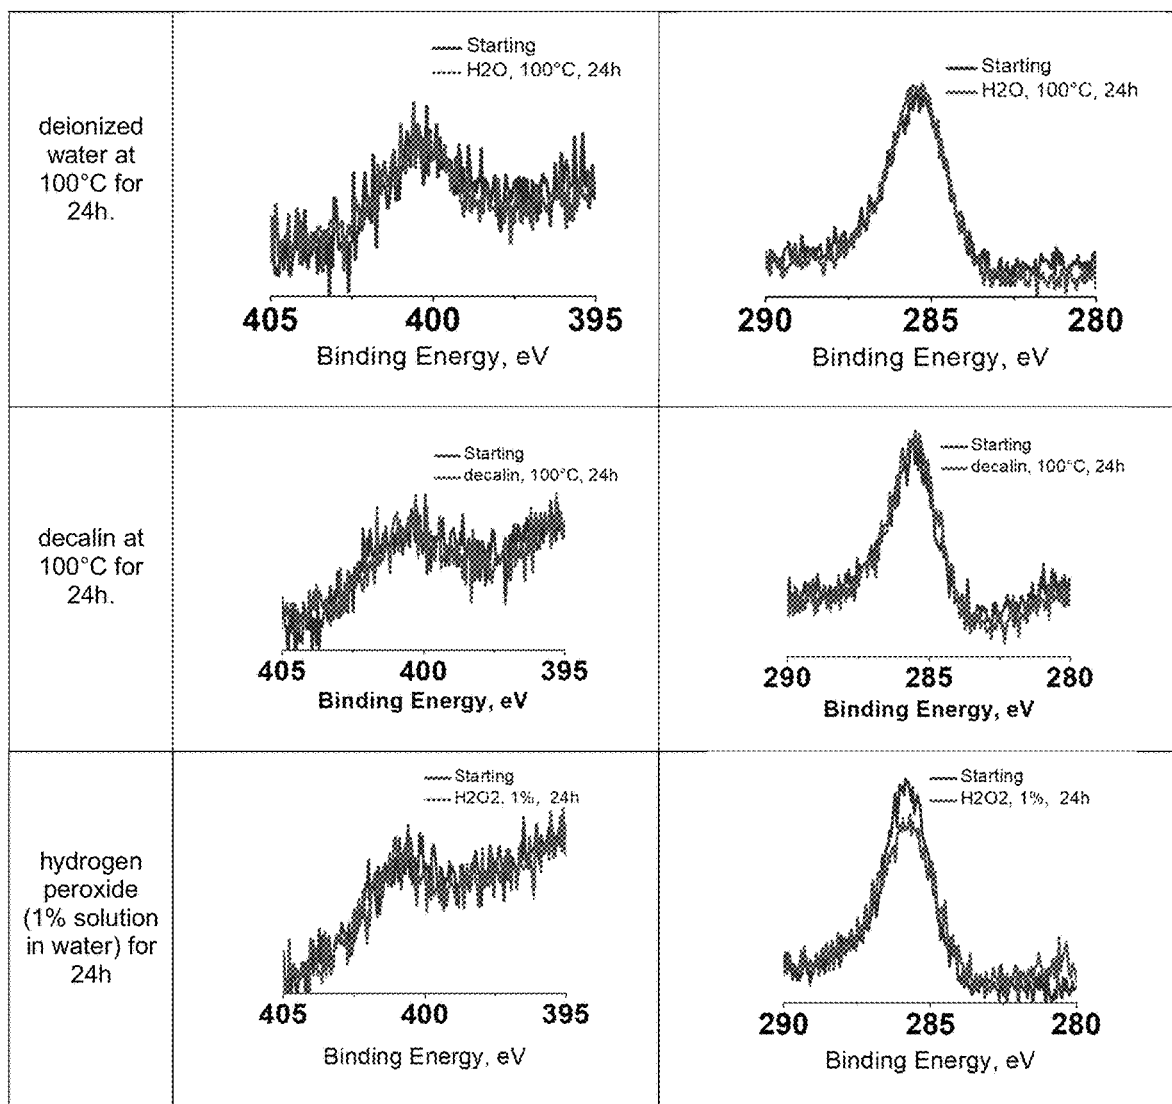 deionized
water at
100°C for
24h.
Starting
H2O, 100°C, 24h
405 400 395
Binding Energy, eV
Starting
H2O, 100°C, 24h
290 285 280
Binding Energy, eV
decalin at
100°C for
24h.
Starting
decalin, 100°C, 24h
405 400 395
Binding Energy, eV
Starting
decalin, 100°C, 24h
290 285 280
Binding Energy, eV
hydrogen
peroxide
(1% solution
in water) for
24h
Starting
H2O2, 1%, 24h
405 400 395
Binding Energy, eV
Starting
H2O2, 1%, 24h
290 285 280
Binding Energy, eV